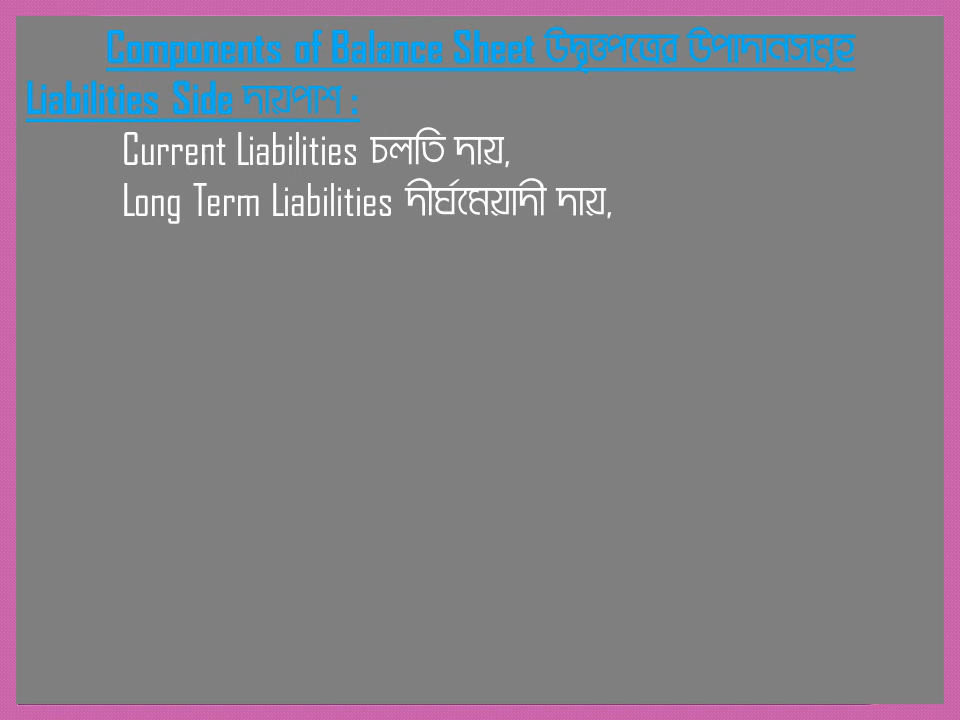 Components of Balance Sheet উদ্বৃত্তপত্রের উপাদানসমূহ
Liabilities Side দায়পাশ :
Current Liabilities চলতি দায়,
Long Term Liabilities দীর্ঘমেয়াদী দায়,